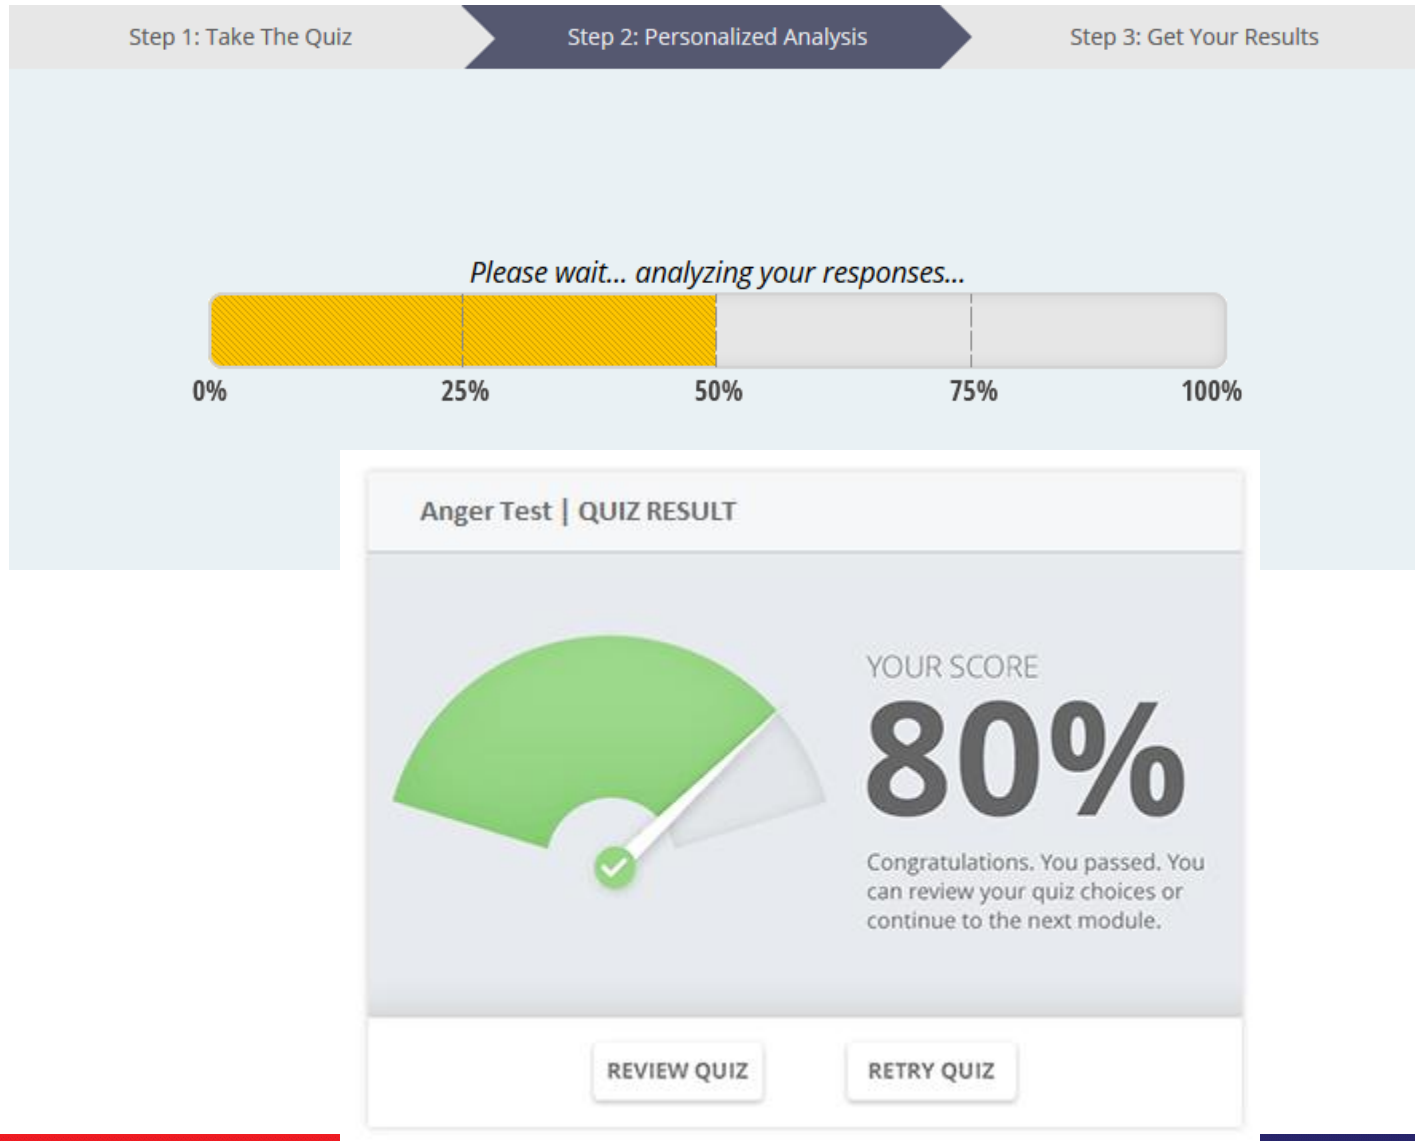 Step 1: Take The Quiz
Step 2: Personalized Analysis
Step 3: Get Your Results
Please wait... analyzing your responses...
0%
25%
50%
75%
100%
Anger Test | QUIZ RESULT
YOUR SCORE
80%
Congratulations. You passed. You
can review your quiz choices or
continue to the next module.
REVIEW QUIZ
RETRY QUIZ